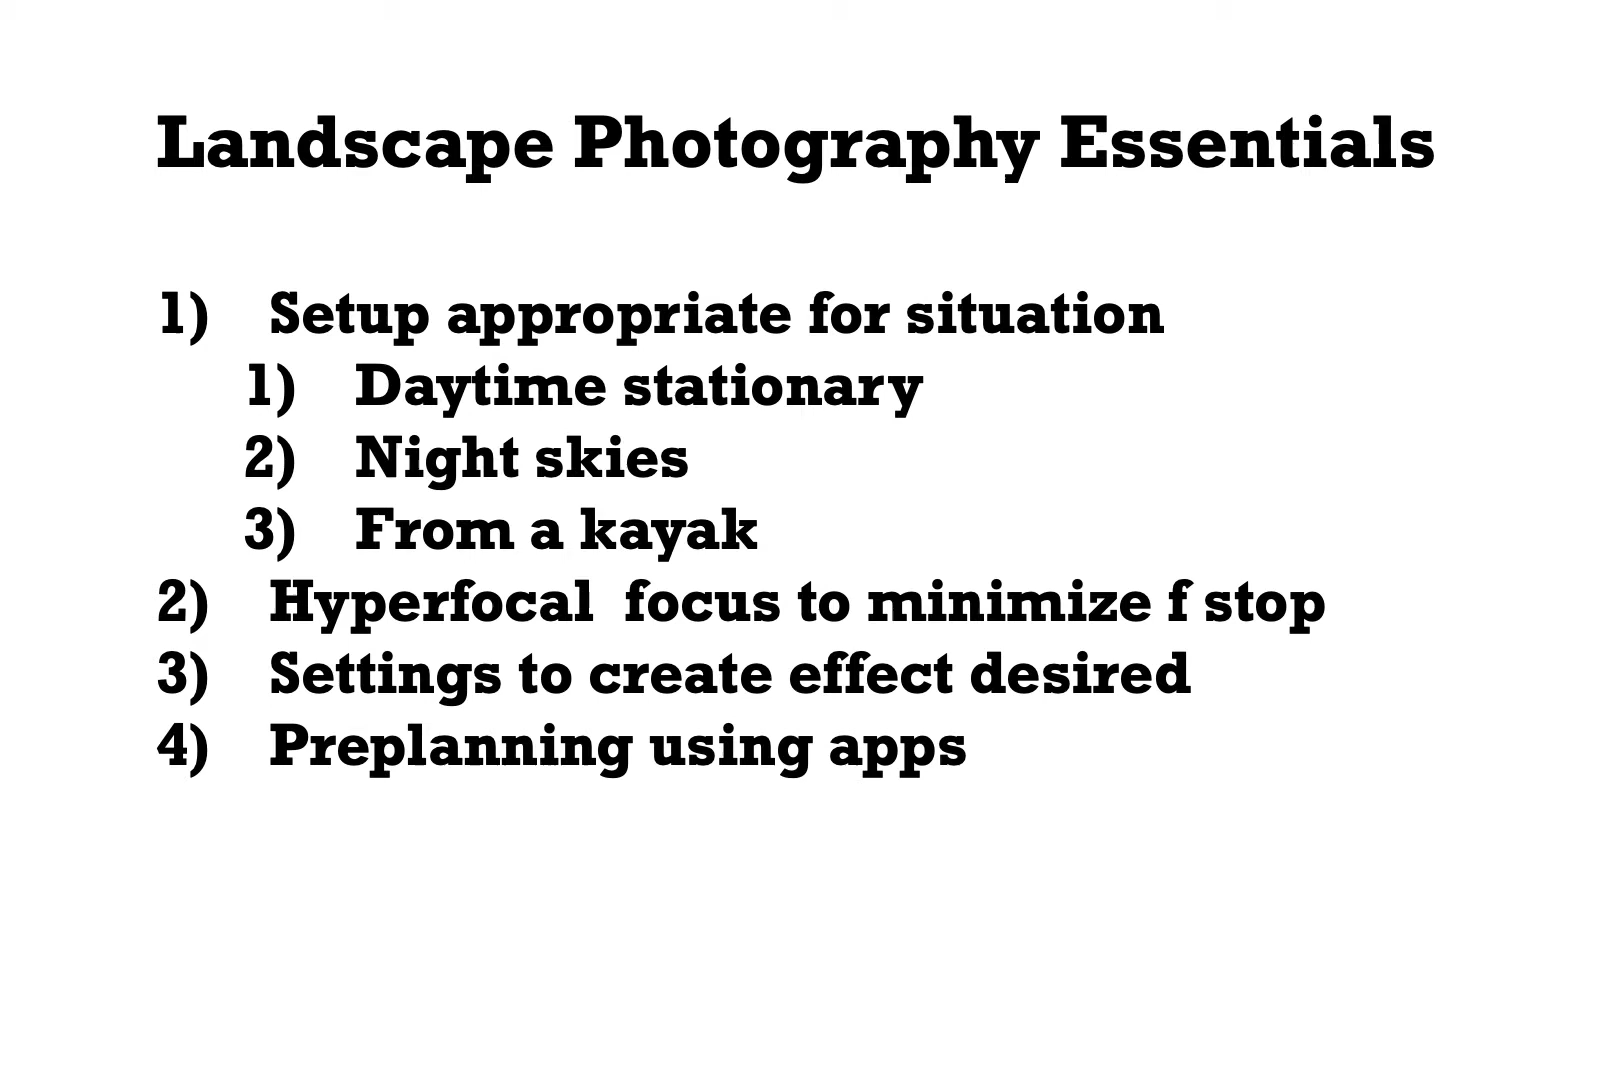 Landscape Photography Essentials
1) Setup appropriate for situation
1) Daytime stationary
2) Night skies
3) From a kayak
2) Hyperfocal  focus to minimize f stop
3) Settings to create effect desired
4) Preplanning using apps